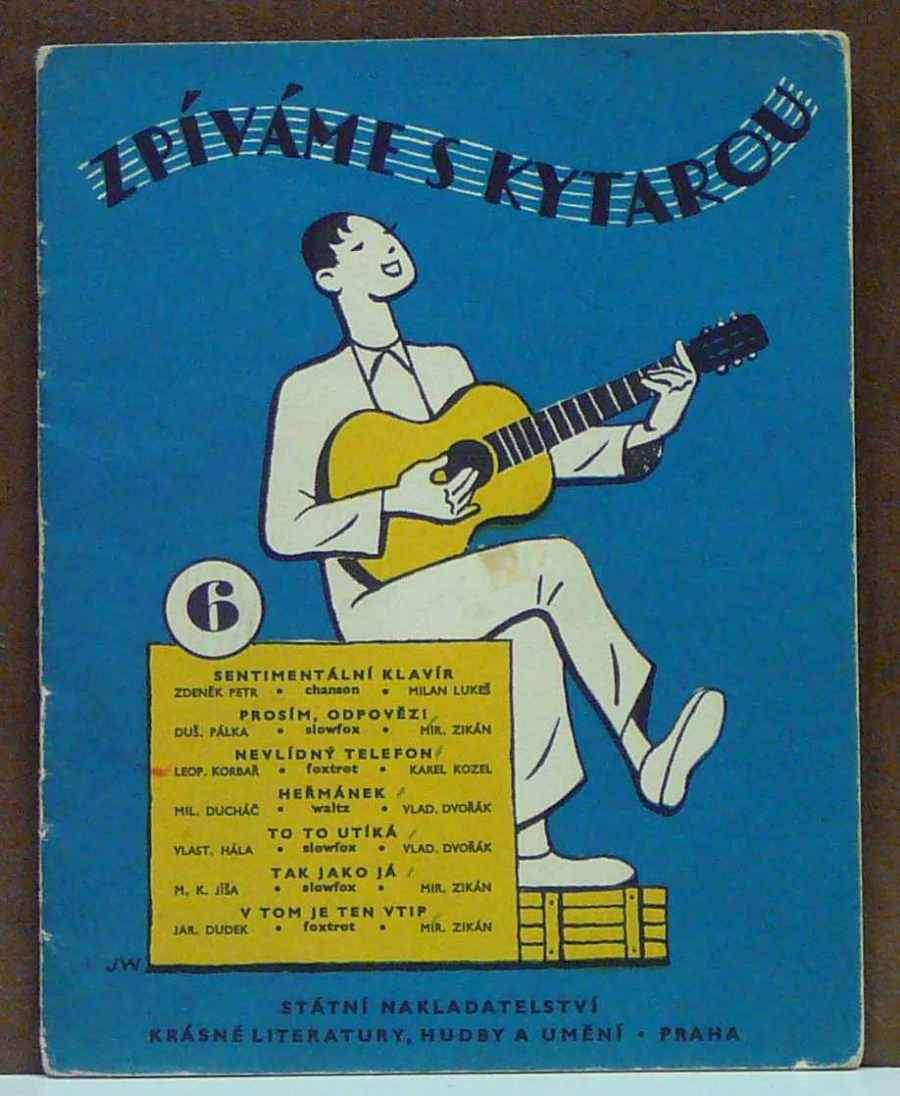 ZPÍVÁME S KYTAROU
6
SENTIMENTÁLNÍ KLAVÍR
ZDENĚK PETR • chanson • MILAN LUKEŠ
PROSÍM, ODPOVĚZ!
DUŠ. PÁLKA • slowfox • MIR. ZIKÁN
NEVLÍDNÝ TELEFON
LEOP. KORBAŘ • foxtrot • KAREL KOZEL
HEŘMÁNEK
MIL. DUCHÁČ • waltz • VLAD. DVOŘÁK
TO TO UTÍKÁ
VLAST. HÁLA • slowfox • VLAD. DVOŘÁK
TAK JAKO JÁ
M. K. JÍŠA • slowfox • MIR. ZIKÁN
V TOM JE TEN VTIP
JAR. DUDEK • foxtrot • MIR. ZIKÁN
JW
STÁTNÍ NAKLADATELSTVÍ
KRÁSNÉ LITERATURY, HUDBY A UMĚNÍ • PRAHA